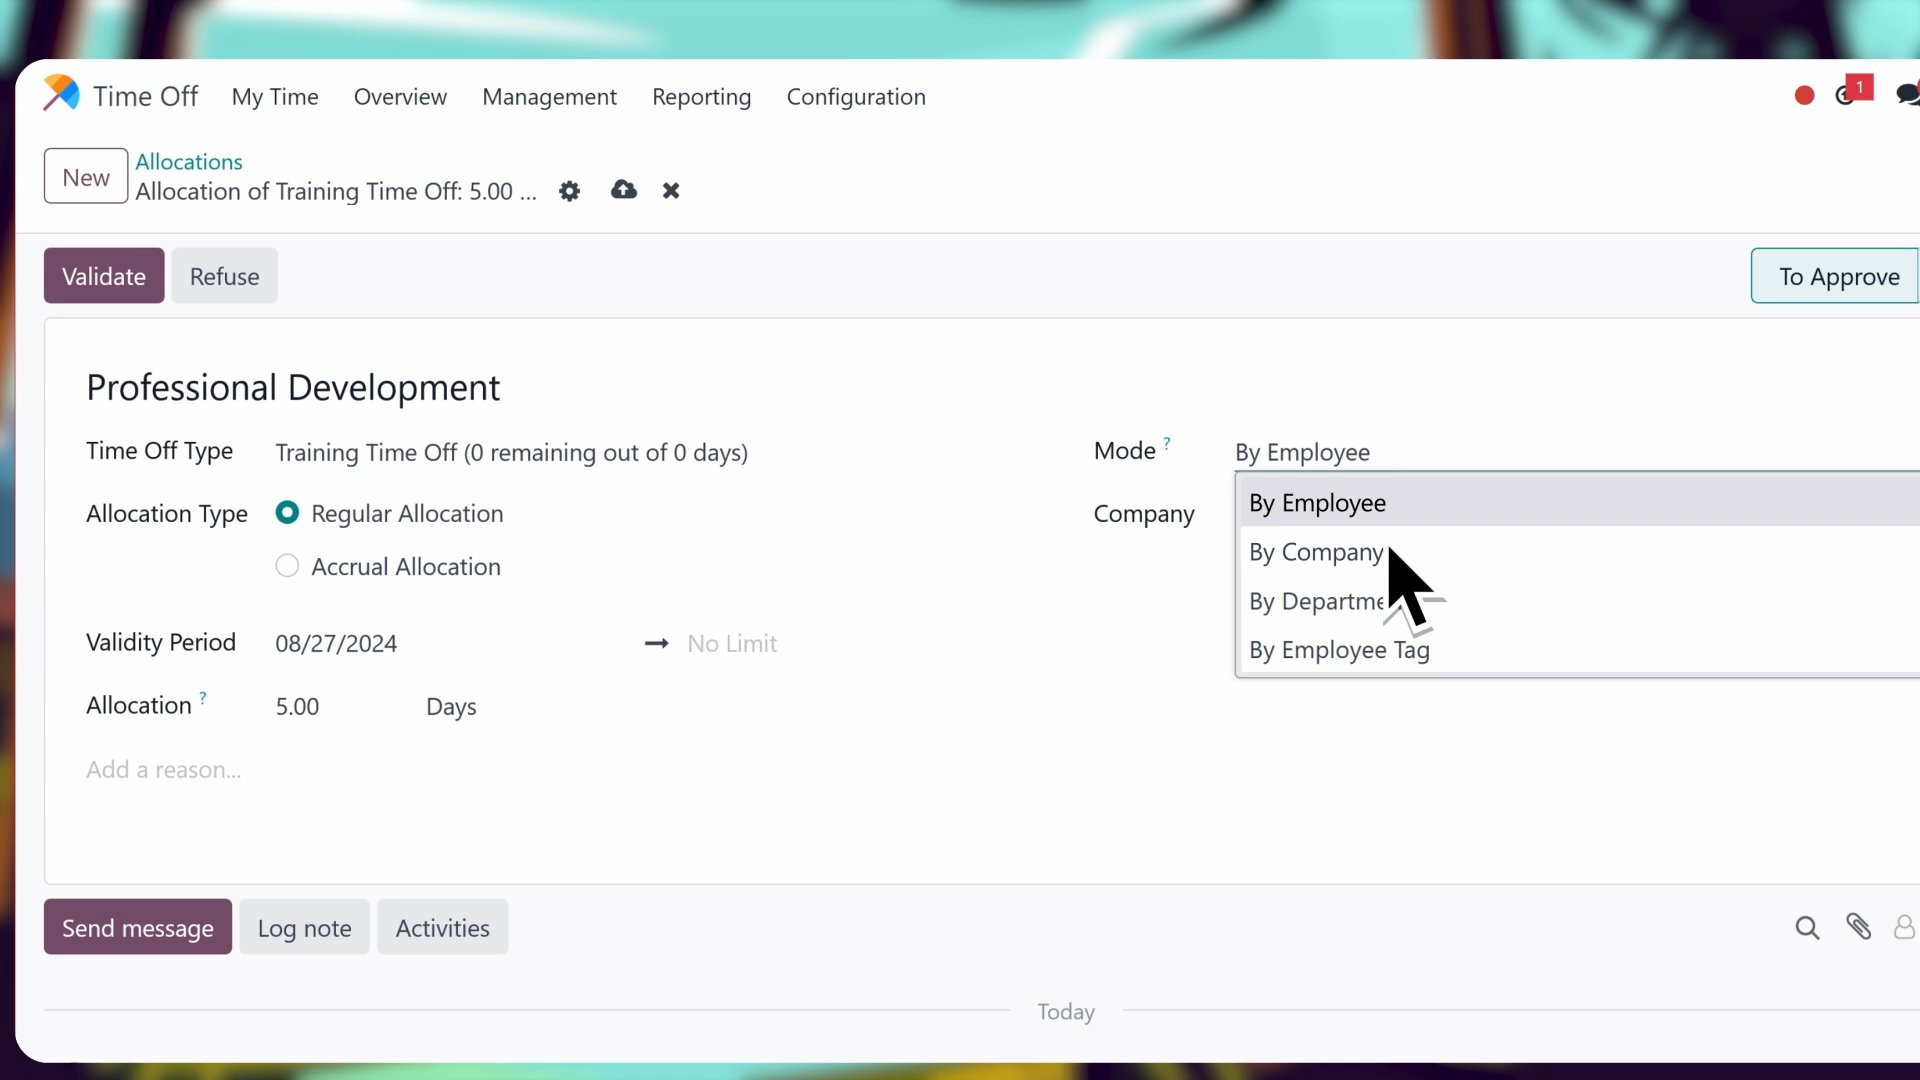 Time Off My Time Overview Management Reporting Configuration 1
New Allocations
Allocation of Training Time Off: 5.00 ...
Validate Refuse To Approve
Professional Development
Time Off Type Training Time Off (0 remaining out of 0 days) Mode ? By Employee
By Employee
Allocation Type Regular Allocation Company
By Company
Accrual Allocation
By Employee Tag
Validity Period 08/27/2024 → No Limit
Allocation ? 5.00 Days
Add a reason...
Send message Log note Activities
Today